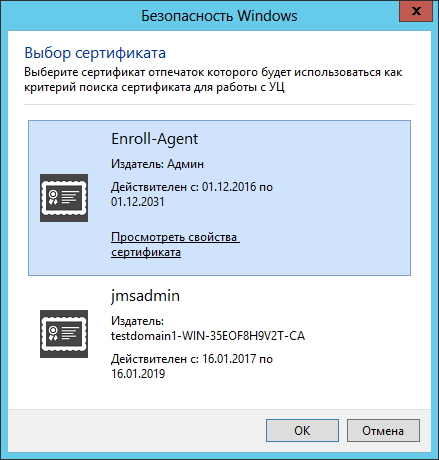 Безопасность Windows
x
Выбор сертификата
Выберите сертификат отпечаток которого будет использоваться как
критерий поиска сертификата для работы с УЦ
Enroll-Agent
Издатель: Админ
Действителен с: 01.12.2016 по
01.12.2031
Просмотреть свойства
сертификата
jmsadmin
Издатель:
testdomain1-WIN-35EOF8H9V2T-CA
Действителен с: 16.01.2017 по
16.01.2019
ОК
Отмена